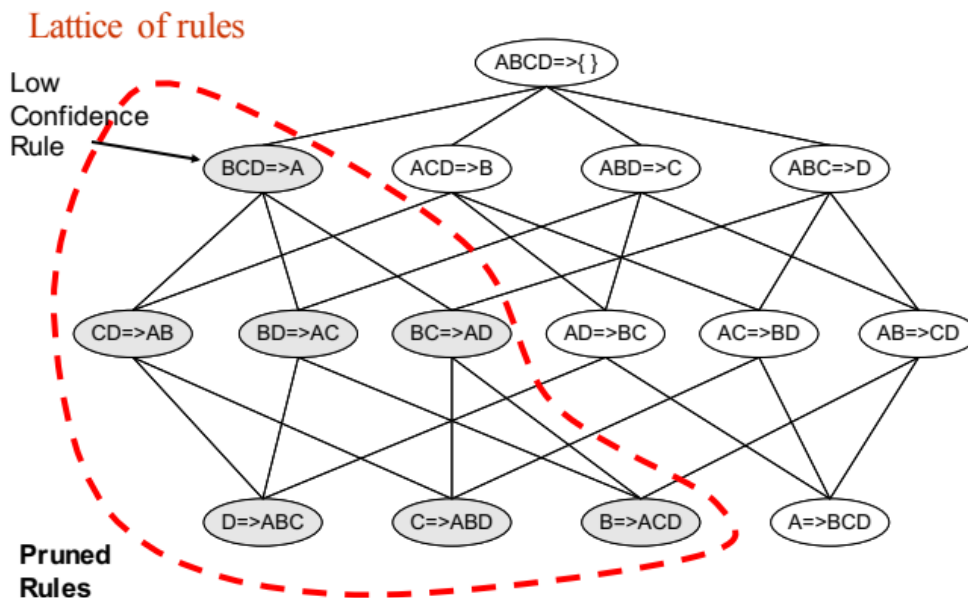 Lattice of rules
ABCD=>{ }
Low
Confidence
Rule
BCD=>A
ACD=>B
ABD=>C
ABC=>D
CD=>AB
BD=>AC
BC=>AD
AD=>BC
AC=>BD
AB=>CD
D=>ABC
C=>ABD
B=>ACD
A=>BCD
Pruned
Rules